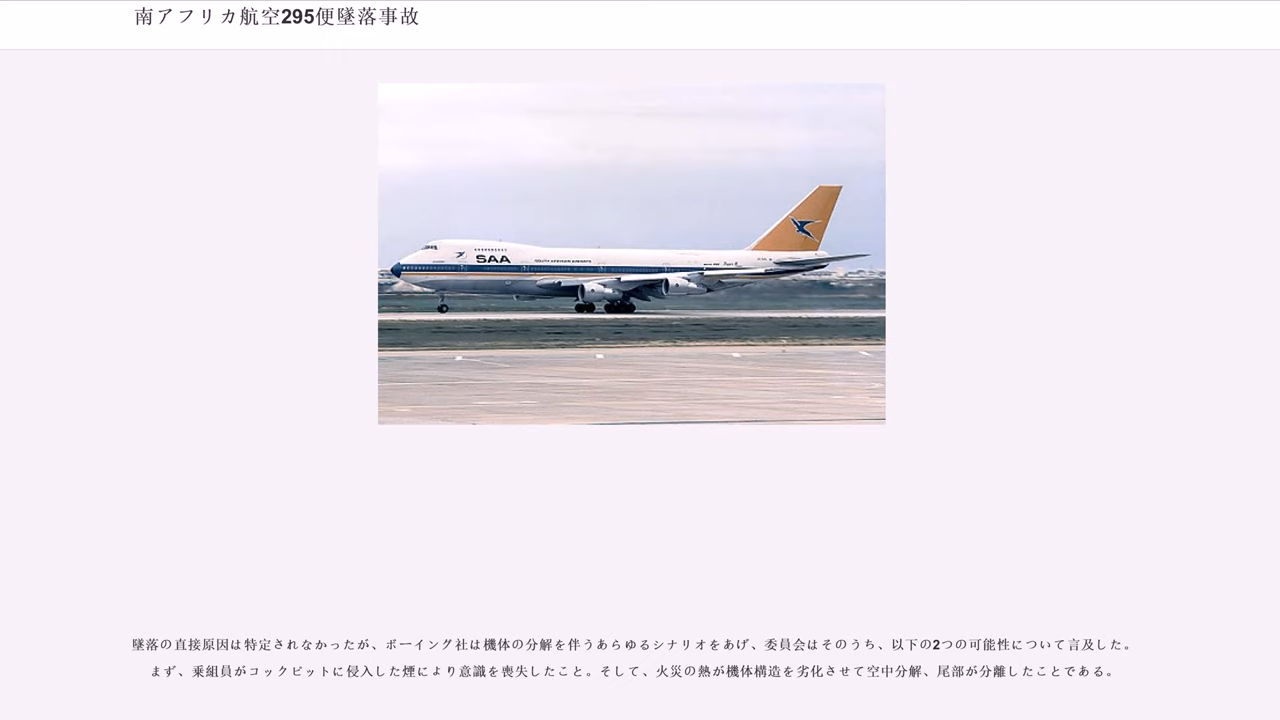 南アフリカ航空295便墜落事故
SAA
SOUTH AFRICAN AIRWAYS
墜落の直接原因は特定されなかったが、ボーイング社は機体の分解を伴うあらゆるシナリオをあげ、委員会はそのうち、以下の2つの可能性について言及した。
まず、乗組員がコックピットに侵入した煙により意識を喪失したこと。そして、火災の熱が機体構造を劣化させて空中分解、尾部が分離したことである。